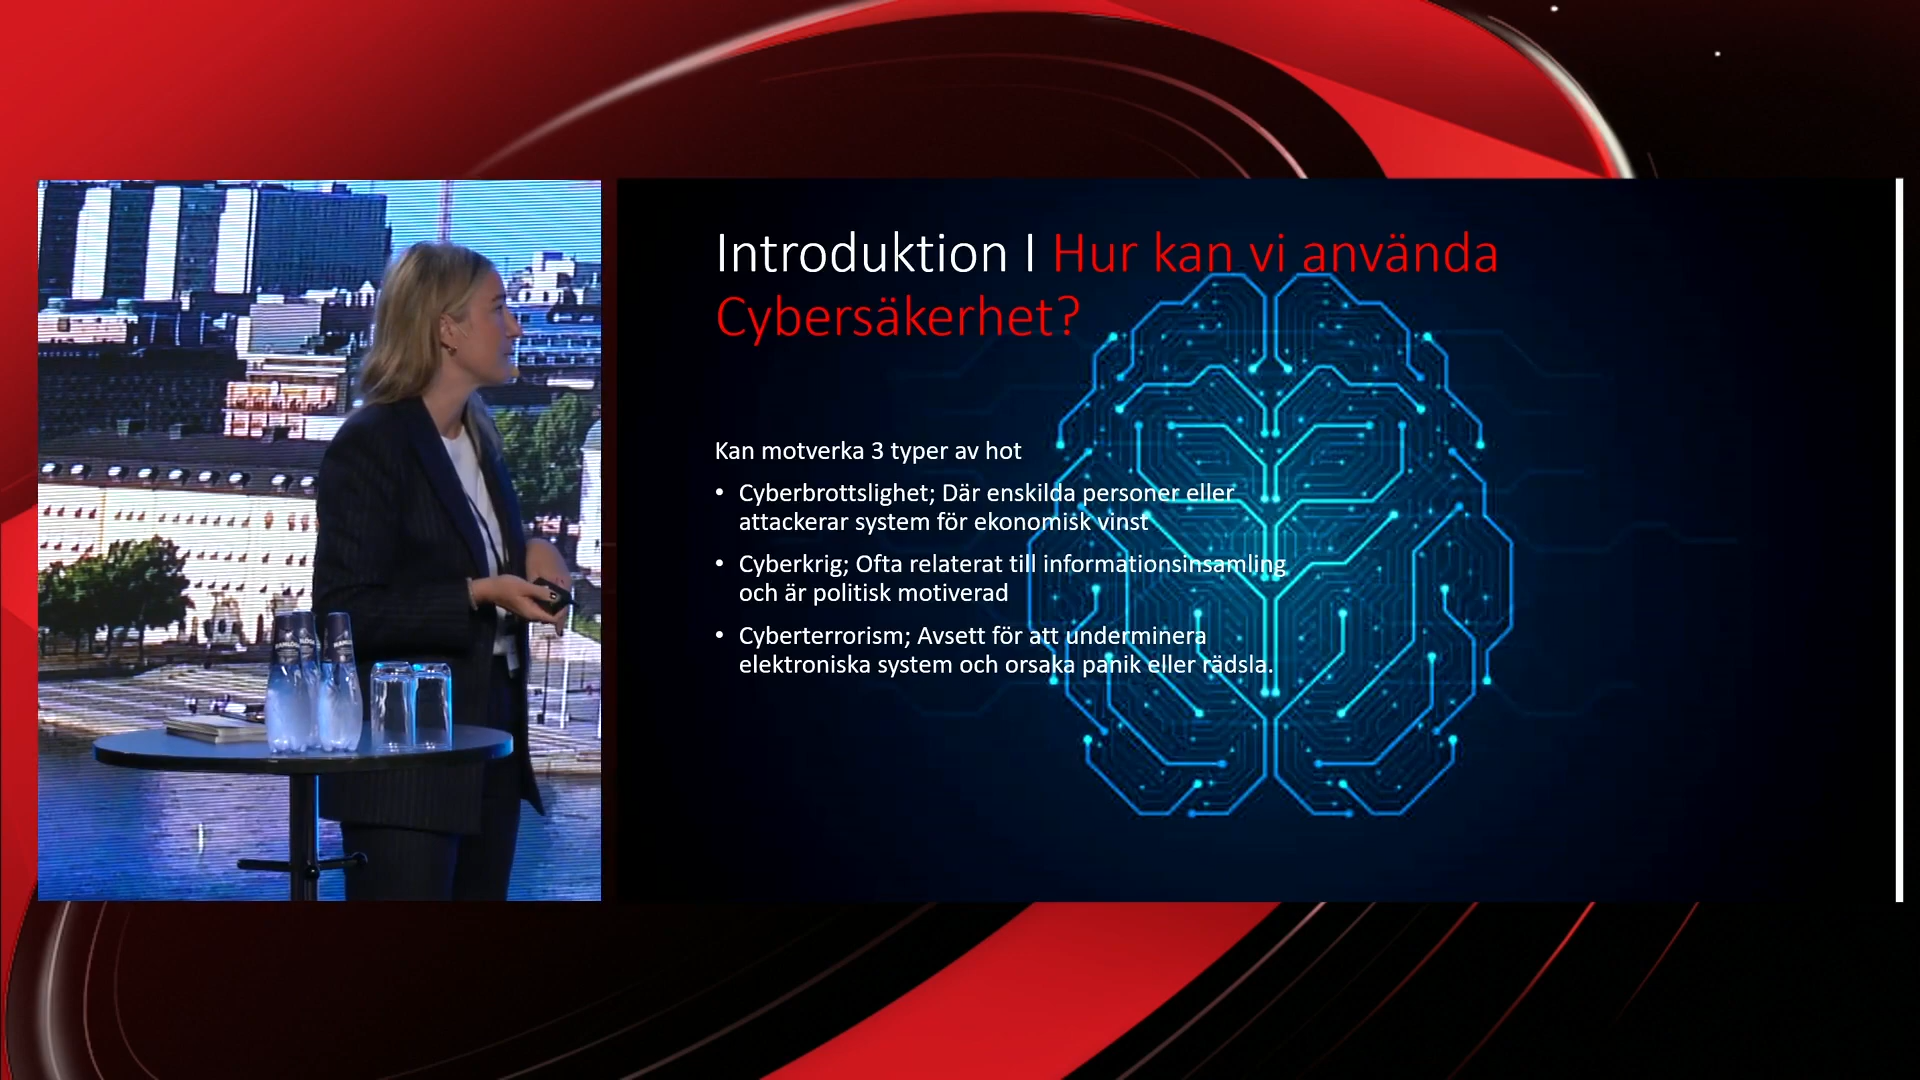 Introduktion I Hur kan vi använda
Cybersäkerhet?
Kan motverka 3 typer av hot
• Cyberbrottslighet; Där enskilda personer eller
attackerar system för ekonomisk vinst
• Cyberkrig; Ofta relaterat till informationsinsamling
och är politisk motiverad
• Cyberterrorism; Avsett för att underminera
elektroniska system och orsaka panik eller rädsla.